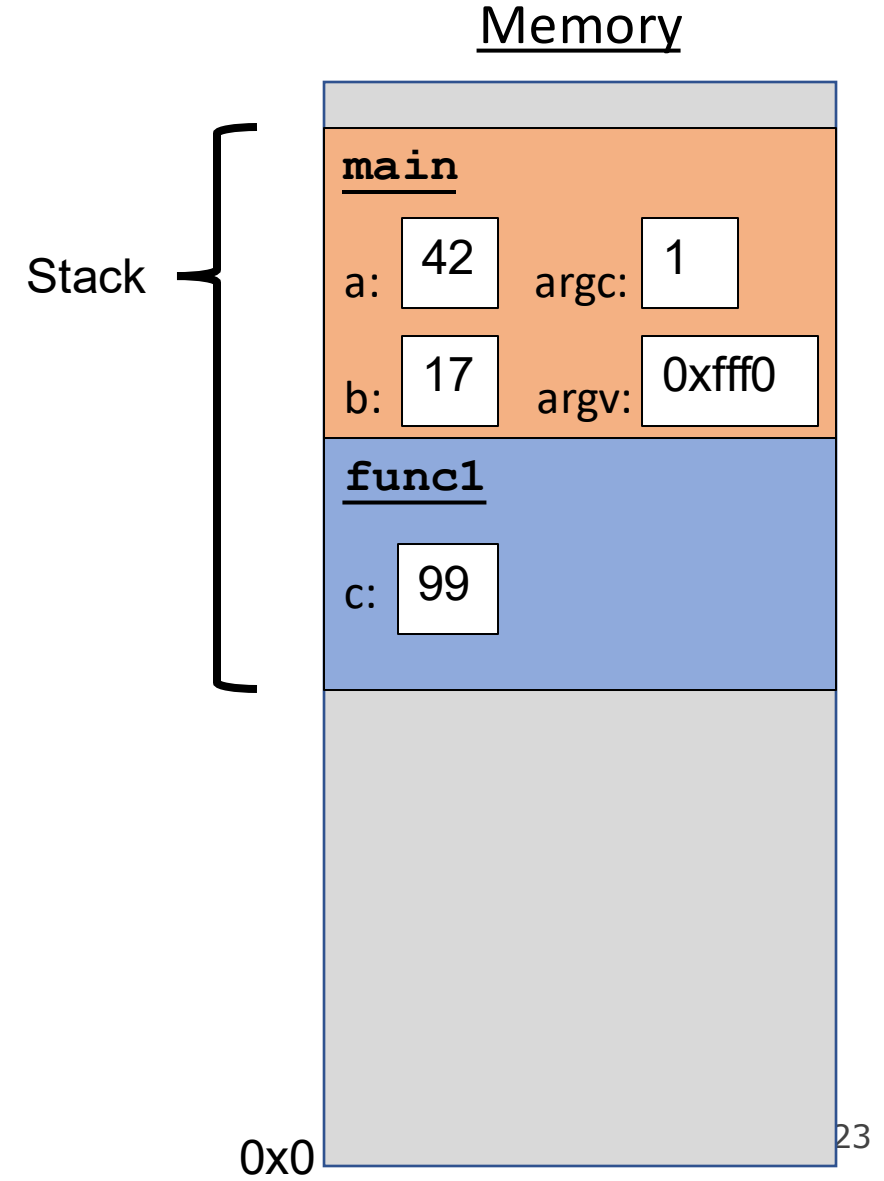 Memory
main
Stack
a: 42 argc: 1
b: 17 argv: 0xfff0
func1
c: 99
23
0x0